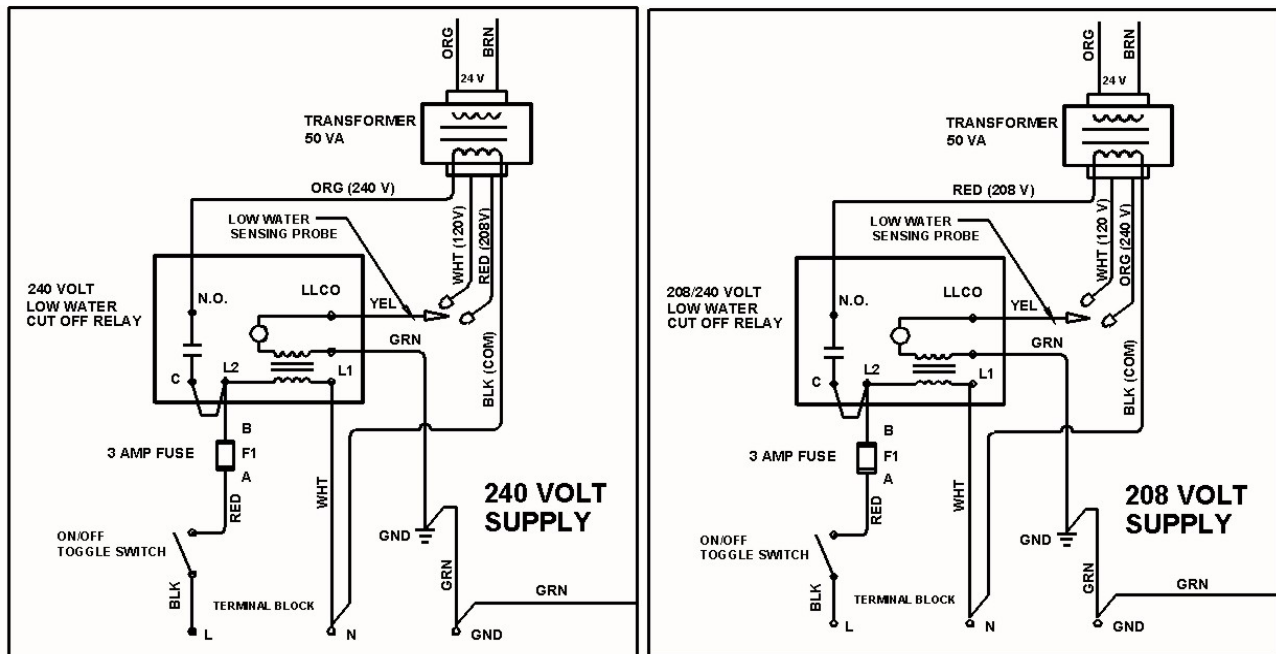 ORG
BRN
24 V
TRANSFORMER
50 VA
ORG (240 V)
LOW WATER
SENSING PROBE
WHT (120V)
RED (208V)
240 VOLT
LOW WATER
CUT OFF RELAY
N.O.
LLCO
YEL
GRN
C
L2
L1
BLK (COM)
3 AMP FUSE
B
F1
A
RED
WHT
240 VOLT
SUPPLY
ON/OFF
TOGGLE SWITCH
GND
BLK
GRN
GRN
TERMINAL BLOCK
L
N
GND
ORG
BRN
24 V
TRANSFORMER
50 VA
RED (208 V)
LOW WATER
SENSING PROBE
WHT (120 V)
ORG (240 V)
208/240 VOLT
LOW WATER
CUT OFF RELAY
N.O.
LLCO
YEL
GRN
C
L2
L1
BLK (COM)
3 AMP FUSE
B
F1
A
RED
WHT
208 VOLT
SUPPLY
ON/OFF
TOGGLE SWITCH
GND
BLK
GRN
GRN
TERMINAL BLOCK
L
N
GND